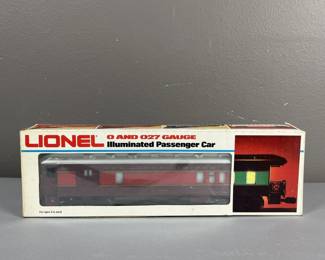 LIONEL
O AND O27 GAUGE
Illuminated Passenger Car